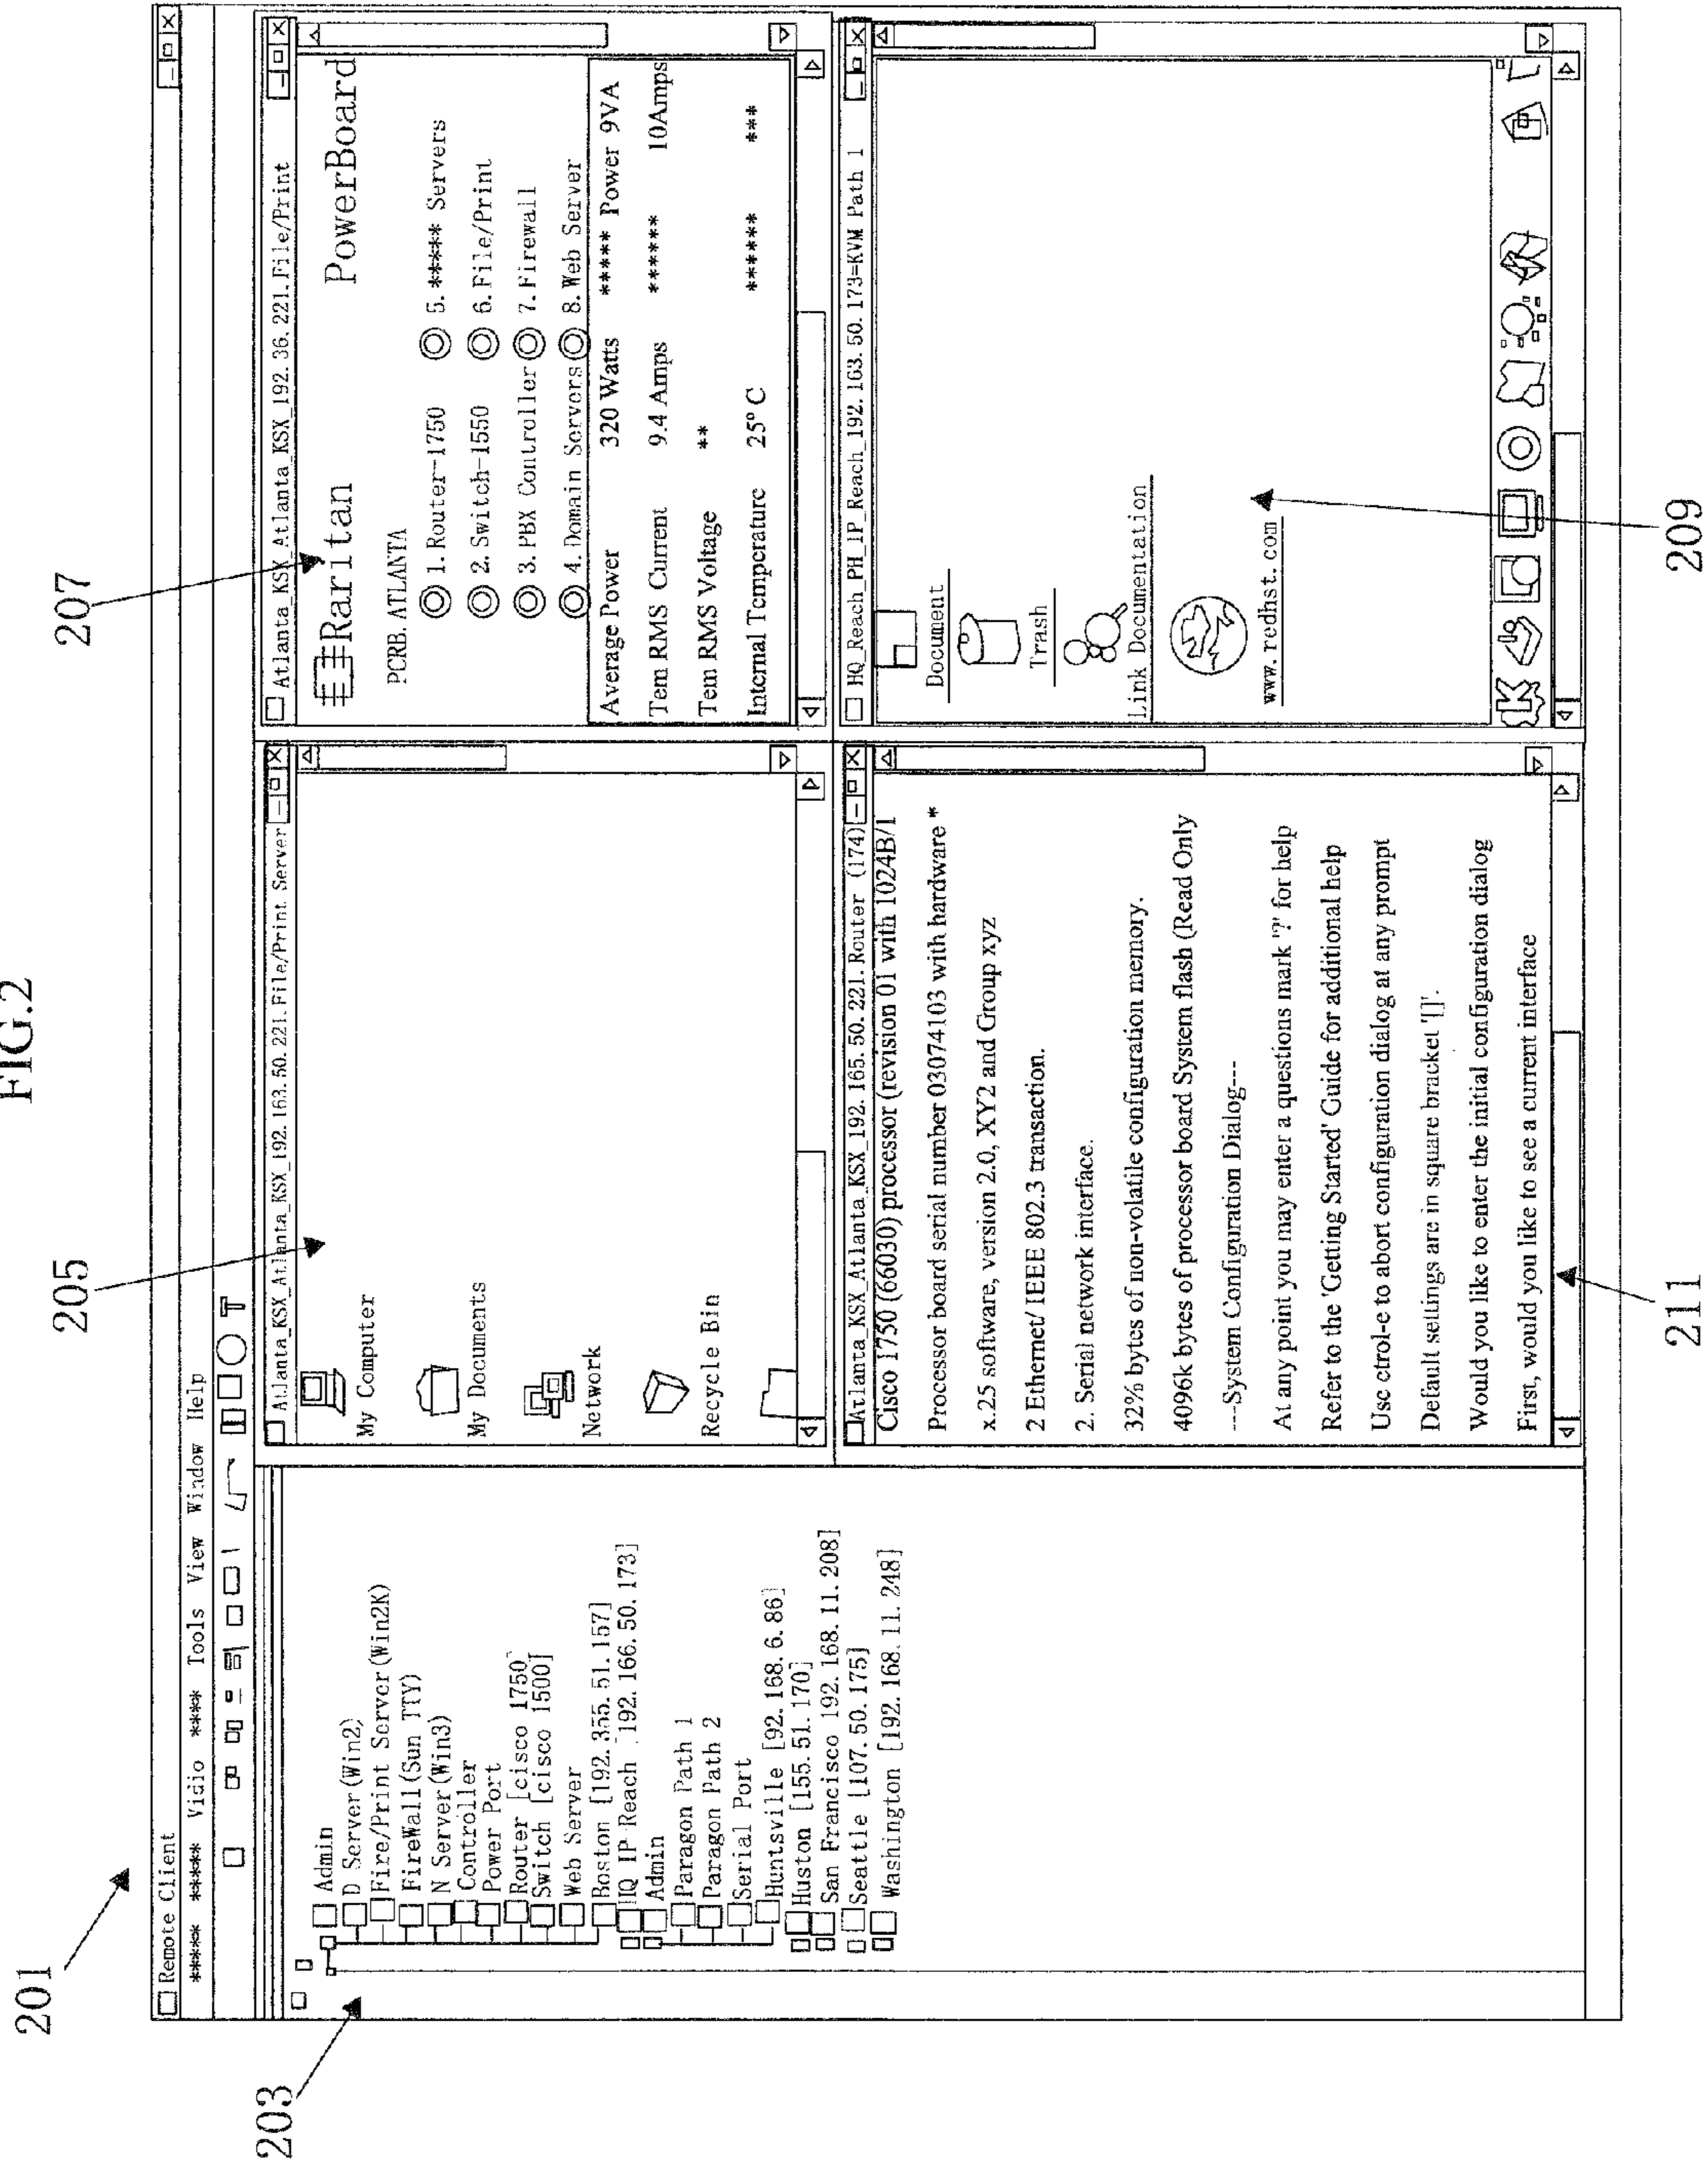 FIG.2
201
203
205
207
209
211
Remote Client
***** ***** Vidio **** Tools View Window Help
Admin
D Server(Win2)
Fire/Print Server(Win2K)
FireWall(Sun TTY)
N Server(Win3)
Controller
Power Port
Router [cisco 1750]
Switch [cisco 1500]
Web Server
Boston [192.355.51.157]
HQ IP-Reach [192.166.50.173]
Admin
Paragon Path 1
Paragon Path 2
Serial Port
Huntsville [92.168.6.86]
Huston [155.51.170]
San Francisco 192.168.11.208]
Seattle [107.50.175]
Washington [192.168.11.248]
Atlanta_KSX_Atlanta_KSX_192.163.50.221.File/Print Server
My Computer
My Documents
Network
Recycle Bin
Atlanta_KSX_Atlanta_KSX_192.36.221.File/Print
Raritan PowerBoard
PCRB.ATLANTA
1.Router-1750 5.***** Servers
2.Switch-1550 6.File/Print
3.PBX Controller 7.Firewall
4.Domain Servers 8.Web Server
Average Power 320 Watts ***** Power 9VA
Tem RMS Current 9.4 Amps ****** 10Amps
Tem RMS Voltage **
Internal Temperature 25°C ****** ***
Atlanta_KSX_Atlanta_KSX_192.165.50.221.Router (174)
Cisco 1750 (66030) processor (revision 01 with 1024B/1
Processor board serial number 03074103 with hardware *
x.25 software, version 2.0, XY2 and Group xyz
2 Ethernet/ IEEE 802.3 transaction.
2. Serial network interface.
32% bytes of non-volatile configuration memory.
4096k bytes of processor board System flash (Read Only
---System Configuration Dialog---
At any point you may enter a questions mark '?' for help
Refer to the 'Getting Started' Guide for additional help
Use ctrol-e to abort configuration dialog at any prompt
Default settings are in square bracket '[]'.
Would you like to enter the initial configuration dialog
First, would you like to see a current interface
HQ_Reach_PH_IP_Reach_192.163.50.173=KVM Path 1
Document
Trash
Link Documentation
www.redhst.com
K